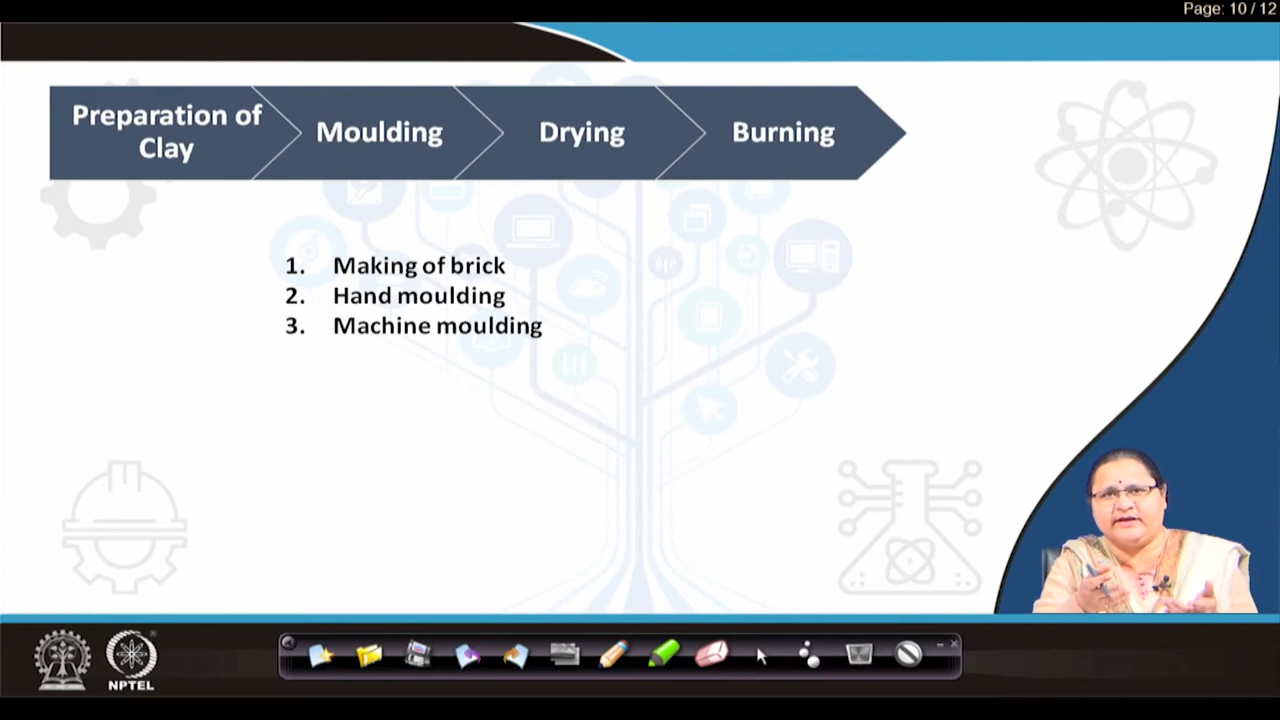 Page: 10 / 12
Preparation of
Clay
Moulding
Drying
Burning
1. Making of brick
2. Hand moulding
3. Machine moulding
NPTEL